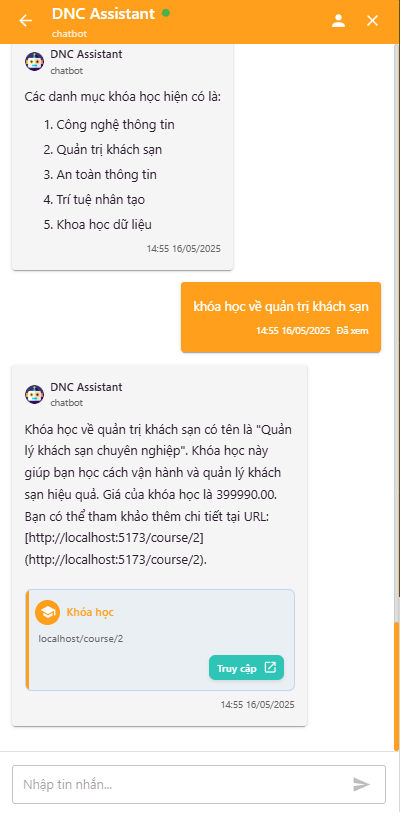 DNC Assistant
chatbot
DNC Assistant
chatbot
Các danh mục khóa học hiện có là:
1. Công nghệ thông tin
2. Quản trị khách sạn
3. An toàn thông tin
4. Trí tuệ nhân tạo
5. Khoa học dữ liệu
14:55 16/05/2025
khóa học về quản trị khách sạn
14:55 16/05/2025 Đã xem
DNC Assistant
chatbot
Khóa học về quản trị khách sạn có tên là "Quản
lý khách sạn chuyên nghiệp". Khóa học này
giúp bạn học cách vận hành và quản lý khách
sạn hiệu quả. Giá của khóa học là 399990.00.
Bạn có thể tham khảo thêm chi tiết tại URL:
[http://localhost:5173/course/2]
(http://localhost:5173/course/2).
Khóa học
localhost/course/2
Truy cập
14:55 16/05/2025
Nhập tin nhắn...